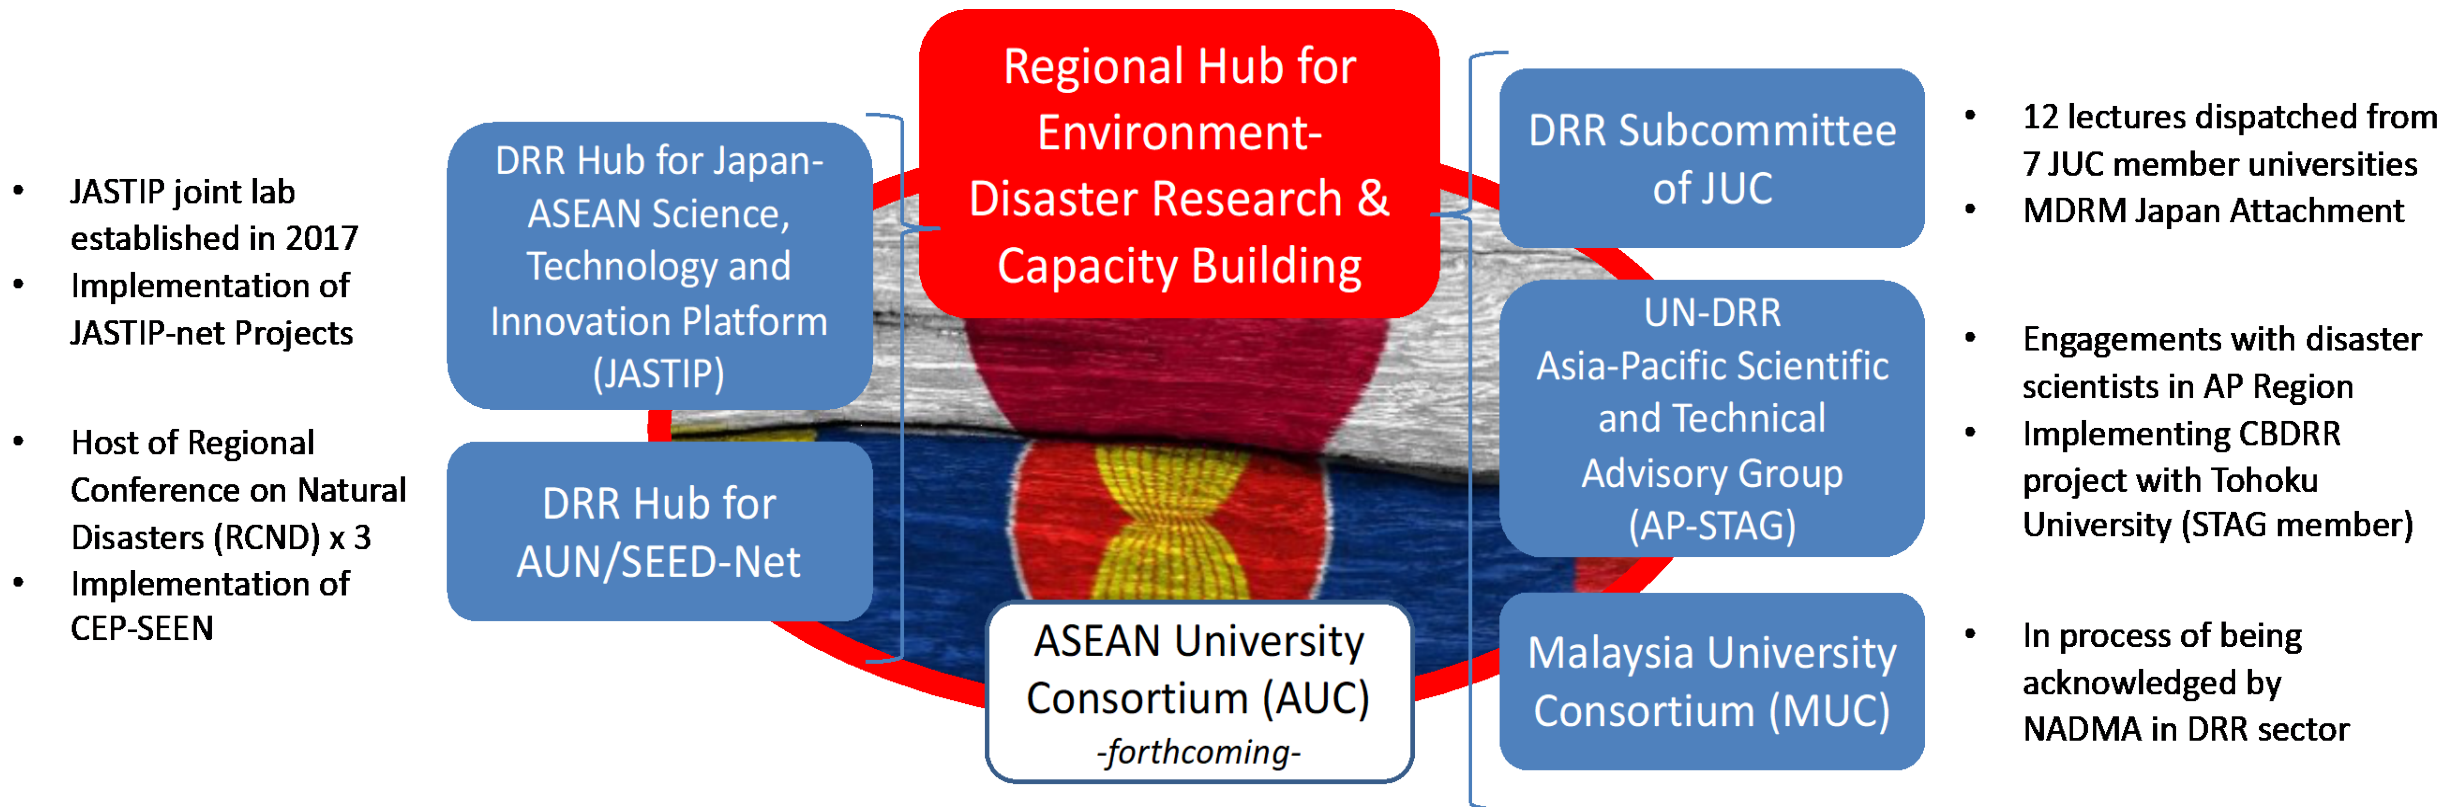 Regional Hub for
Environment-
Disaster Research &
Capacity Building
• JASTIP joint lab
established in 2017
• Implementation of
JASTIP-net Projects
DRR Hub for Japan-
ASEAN Science,
Technology and
Innovation Platform
(JASTIP)
• Host of Regional
Conference on Natural
Disasters (RCND) x 3
• Implementation of
CEP-SEEN
DRR Hub for
AUN/SEED-Net
ASEAN University
Consortium (AUC)
-forthcoming-
DRR Subcommittee
of JUC
• 12 lectures dispatched from
7 JUC member universities
• MDRM Japan Attachment
UN-DRR
Asia-Pacific Scientific
and Technical
Advisory Group
(AP-STAG)
• Engagements with disaster
scientists in AP Region
• Implementing CBDRR
project with Tohoku
University (STAG member)
Malaysia University
Consortium (MUC)
• In process of being
acknowledged by
NADMA in DRR sector